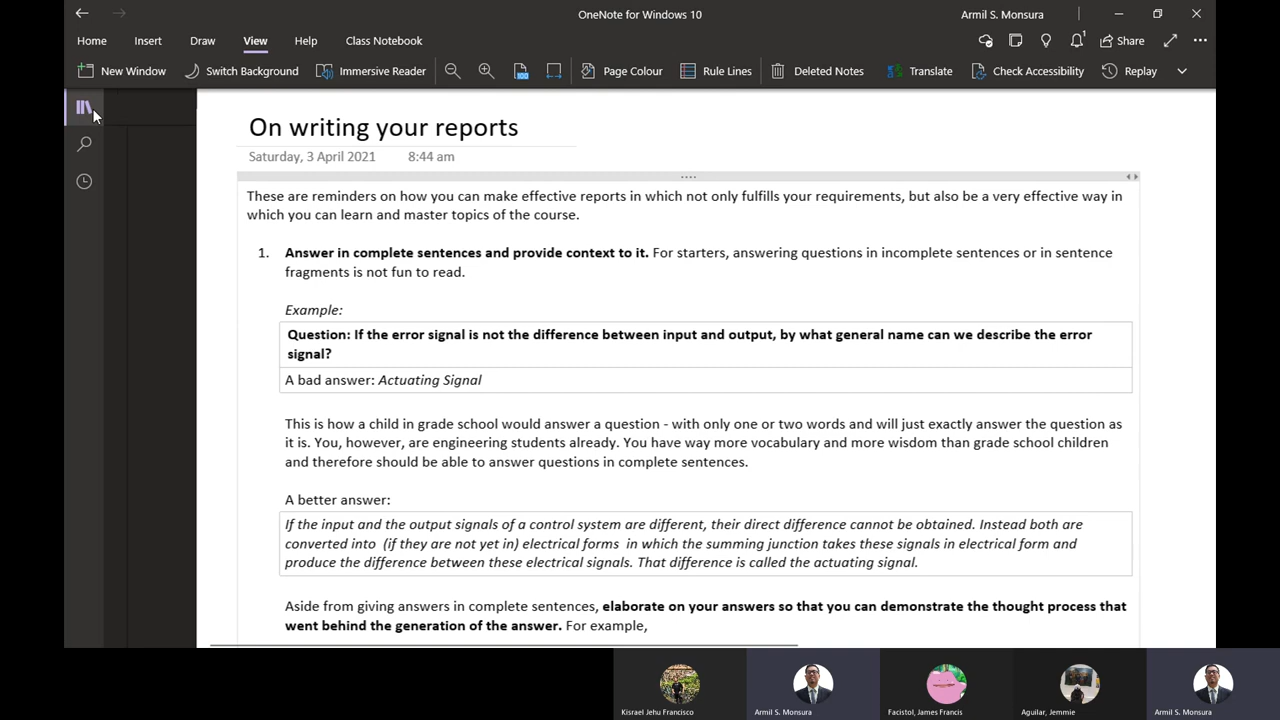 OneNote for Windows 10
Armil S. Monsura
Home Insert Draw View Help Class Notebook
1 Share
New Window Switch Background Immersive Reader 100 Page Colour Rule Lines Deleted Notes Translate Check Accessibility Replay
On writing your reports
Saturday, 3 April 2021 8:44 am
These are reminders on how you can make effective reports in which not only fulfills your requirements, but also be a very effective way in
which you can learn and master topics of the course.
1. Answer in complete sentences and provide context to it. For starters, answering questions in incomplete sentences or in sentence
fragments is not fun to read.
Example:
Question: If the error signal is not the difference between input and output, by what general name can we describe the error
signal?
A bad answer: Actuating Signal
This is how a child in grade school would answer a question - with only one or two words and will just exactly answer the question as
it is. You, however, are engineering students already. You have way more vocabulary and more wisdom than grade school children
and therefore should be able to answer questions in complete sentences.
A better answer:
If the input and the output signals of a control system are different, their direct difference cannot be obtained. Instead both are
converted into (if they are not yet in) electrical forms in which the summing junction takes these signals in electrical form and
produce the difference between these electrical signals. That difference is called the actuating signal.
Aside from giving answers in complete sentences, elaborate on your answers so that you can demonstrate the thought process that
went behind the generation of the answer. For example,
Kisrael Jehu Francisco Armil S. Monsura Facistol, James Francis Aguilar, Jemmie Armil S. Monsura